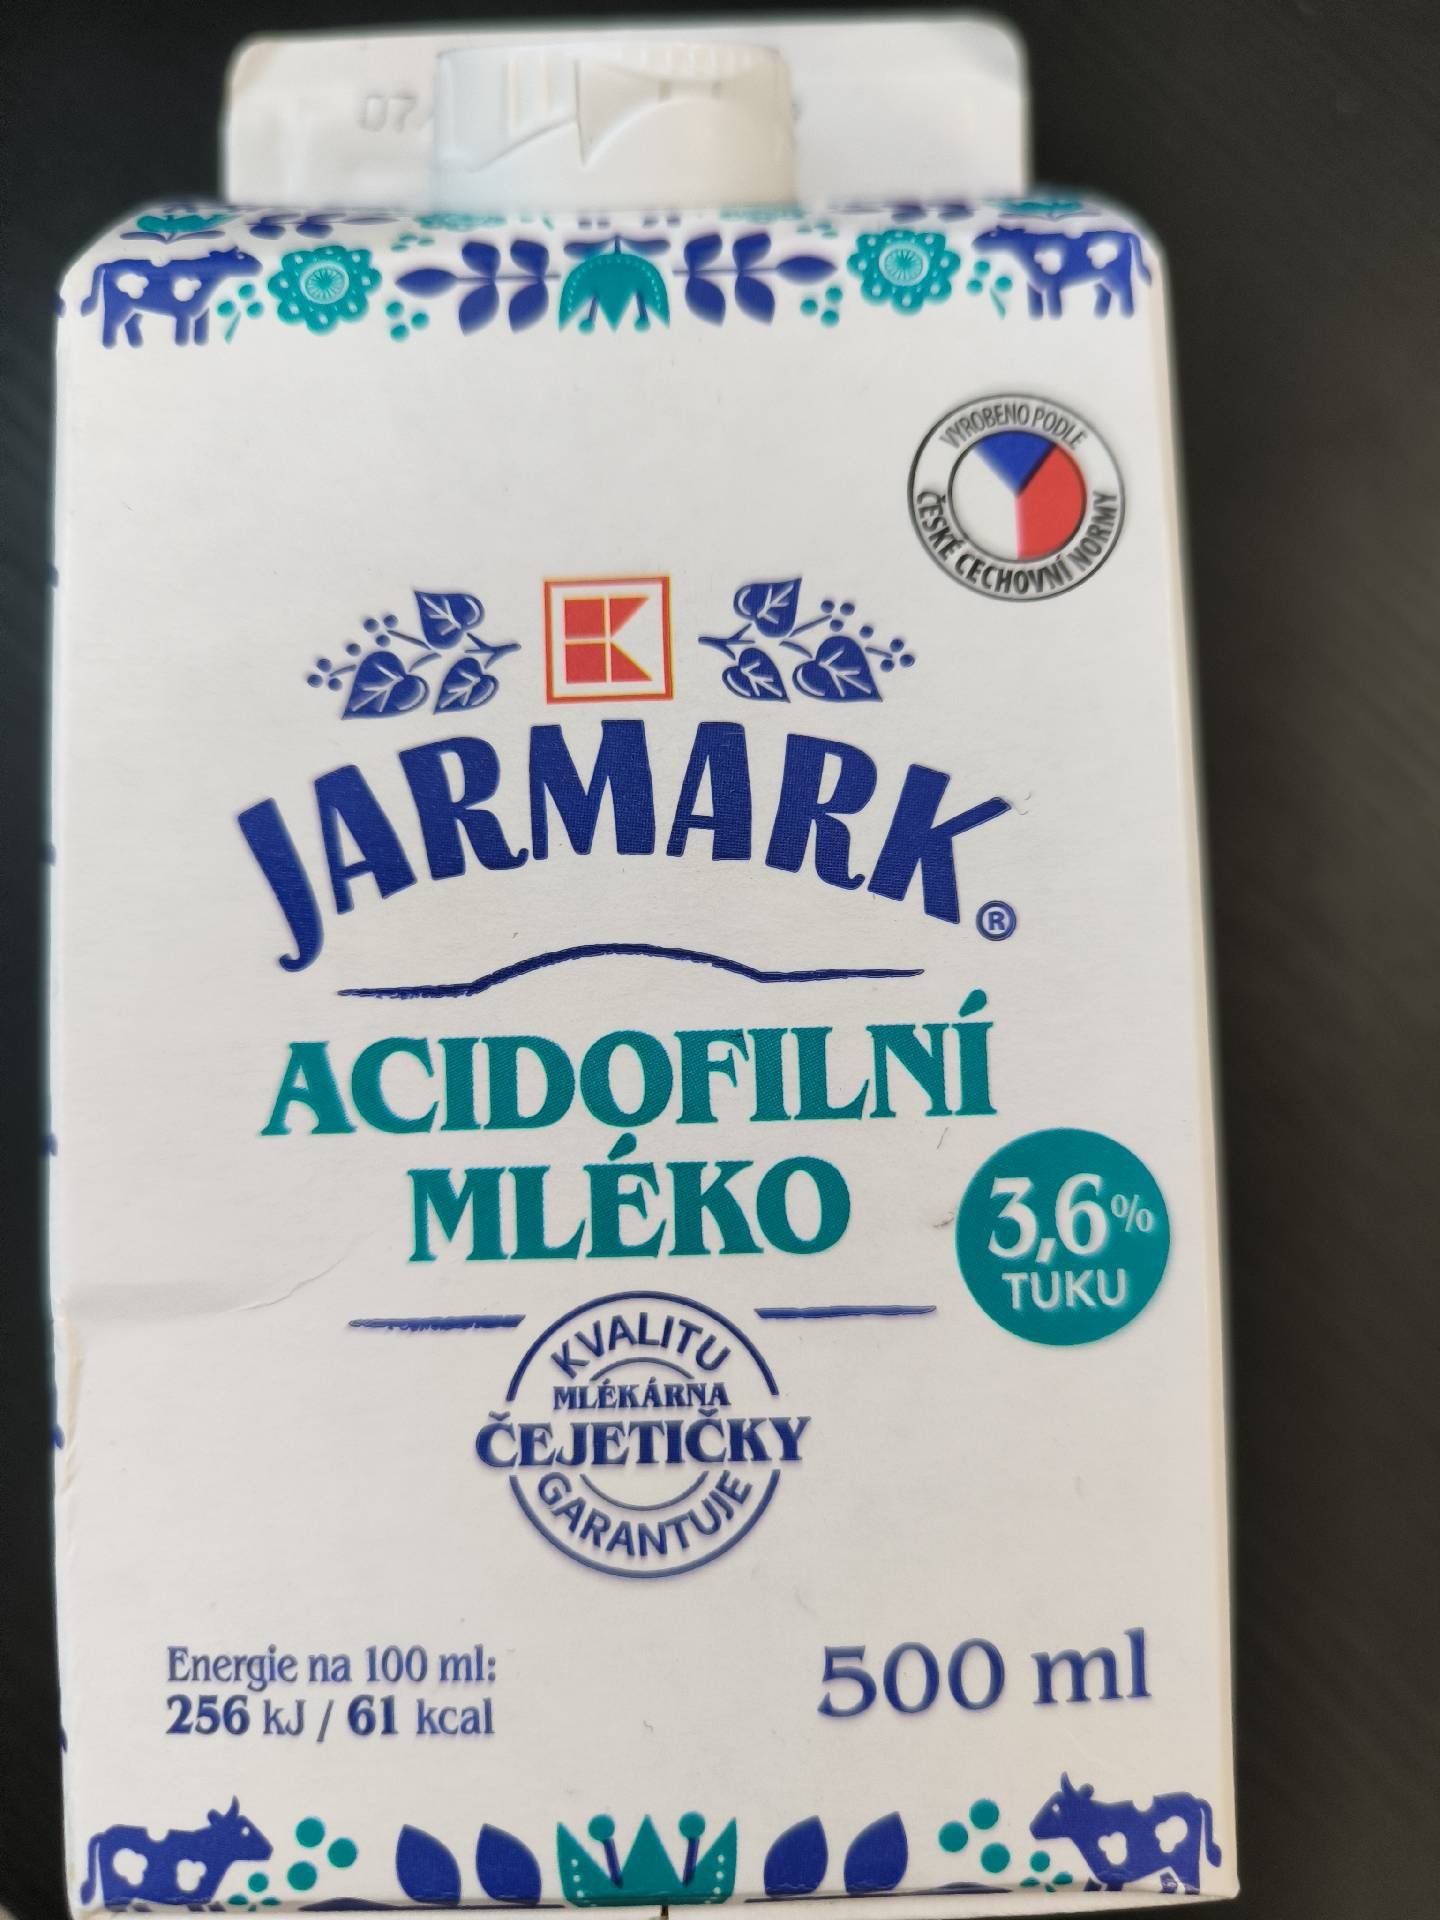 07.
VYROBENO PODLE
ČESKÉ CECHOVNÍ NORMY
K
JARMARK®
ACIDOFILNÍ
MLÉKO
3,6%
TUKU
KVALITU
MLÉKÁRNA
ČEJETIČKY
GARANTUJE
Energie na 100 ml:
256 kJ / 61 kcal
500 ml